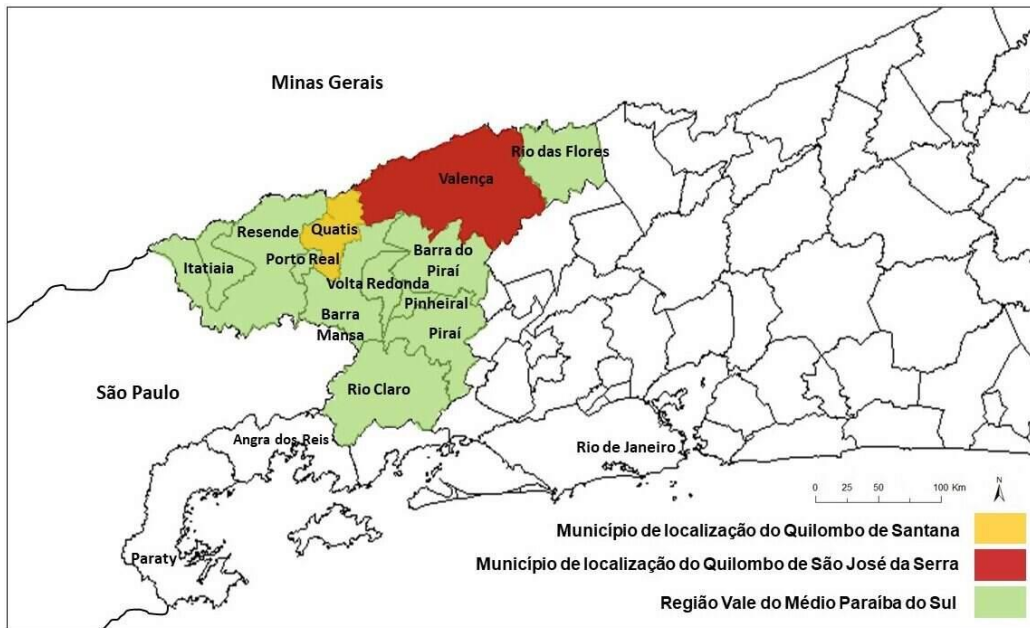 Minas Gerais
Rio das Flores
Valença
Resende
Quatis
Itatiaia
Porto Real
Barra do
Piraí
Volta Redonda
Pinheiral
Barra
Mansa
Piraí
Rio Claro
São Paulo
Angra dos Reis
Rio de Janeiro
Paraty
0 25 50 100 Km
N
Município de localização do Quilombo de Santana
Município de localização do Quilombo de São José da Serra
Região Vale do Médio Paraíba do Sul